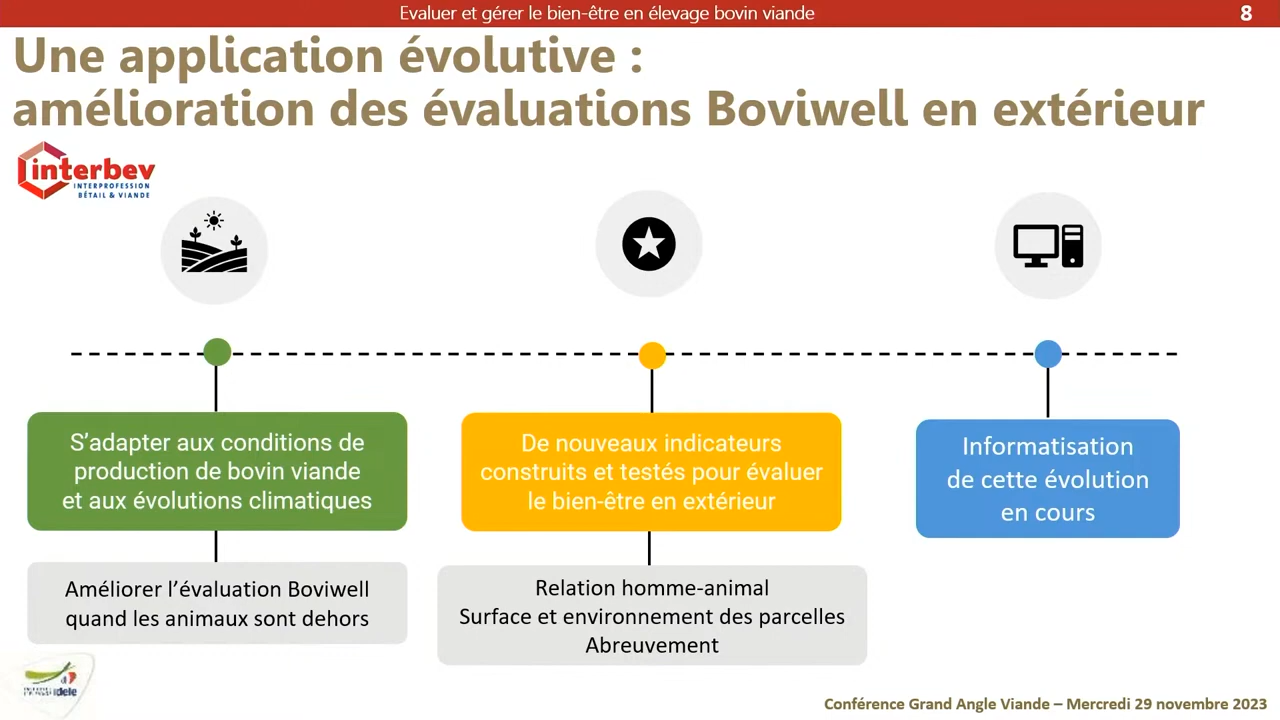 Evaluer et gérer le bien-être en élevage bovin viande
8
Une application évolutive :
amélioration des évaluations Boviwell en extérieur
interbev
INTERPROFESSION
BÉTAIL & VIANDE
S'adapter aux conditions de
production de bovin viande
et aux évolutions climatiques
De nouveaux indicateurs
construits et testés pour évaluer
le bien-être en extérieur
Informatisation
de cette évolution
en cours
Améliorer l'évaluation Boviwell
quand les animaux sont dehors
Relation homme-animal
Surface et environnement des parcelles
Abreuvement
idele
Conférence Grand Angle Viande – Mercredi 29 novembre 2023